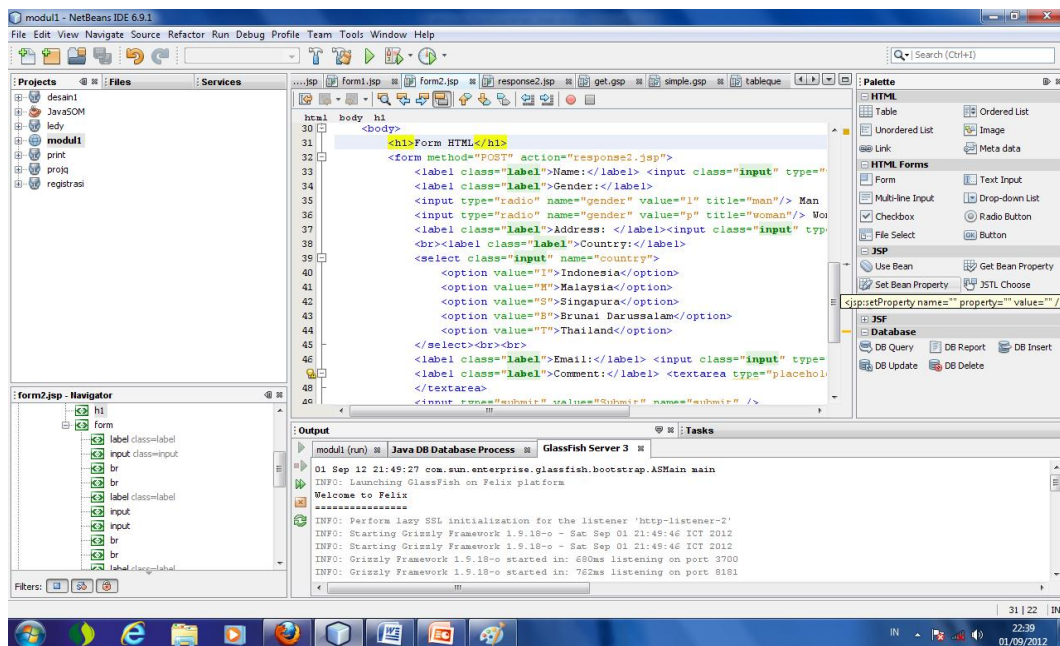 modul1 - NetBeans IDE 6.9.1
File Edit View Navigate Source Refactor Run Debug Profile Team Tools Window Help
Search (Ctrl+I)
Projects
Files
Services
desain1
JavaSOM
ledy
modul1
print
projq
registrasi
....jsp form1.jsp form2.jsp response2.jsp get.gsp simple.gsp tableque
html body h1
30 <body>
31 <h1>Form HTML</h1>
32 <form method="POST" action="response2.jsp">
33 <label class="label">Name:</label> <input class="input" type="
34 <label class="label">Gender:</label>
35 <input type="radio" name="gender" value="l" title="man"/> Man
36 <input type="radio" name="gender" value="p" title="woman"/> Wo
37 <label class="label">Address: </label><input class="input" typ
38 <br><label class="label">Country:</label>
39 <select class="input" name="country">
40 <option value="I">Indonesia</option>
41 <option value="M">Malaysia</option>
42 <option value="S">Singapura</option>
43 <option value="B">Brunai Darussalam</option>
44 <option value="T">Thailand</option>
45 </select><br><br>
46 <label class="label">Email:</label> <input class="input" type=
<label class="label">Comment:</label> <textarea type="placehol
48 </textarea>
49 <input type="submit" value="Submit" name="submit" />
Palette
HTML
Table
Ordered List
Unordered List
Image
Link
Meta data
HTML Forms
Form
Text Input
Multi-line Input
Drop-down List
Checkbox
Radio Button
File Select
Button
JSP
Use Bean
Get Bean Property
Set Bean Property
JSTL Choose
<jsp:setProperty name="" property="" value="" /
JSF
Database
DB Query
DB Report
DB Insert
DB Update
DB Delete
form2.jsp - Navigator
h1
form
label class=label
input class=input
br
br
label class=label
input
input
br
br
label class=label
Filters:
Output
Tasks
modul1 (run)
Java DB Database Process
GlassFish Server 3
01 Sep 12 21:49:27 com.sun.enterprise.glassfish.bootstrap.ASMain main
INFO: Launching GlassFish on Felix platform
Welcome to Felix
================
INFO: Perform lazy SSL initialization for the listener 'http-listener-2'
INFO: Starting Grizzly Framework 1.9.18-o - Sat Sep 01 21:49:46 ICT 2012
INFO: Starting Grizzly Framework 1.9.18-o - Sat Sep 01 21:49:46 ICT 2012
INFO: Grizzly Framework 1.9.18-o started in: 680ms listening on port 3700
INFO: Grizzly Framework 1.9.18-o started in: 762ms listening on port 8181
31 | 22 IN
IN
22:39
01/09/2012